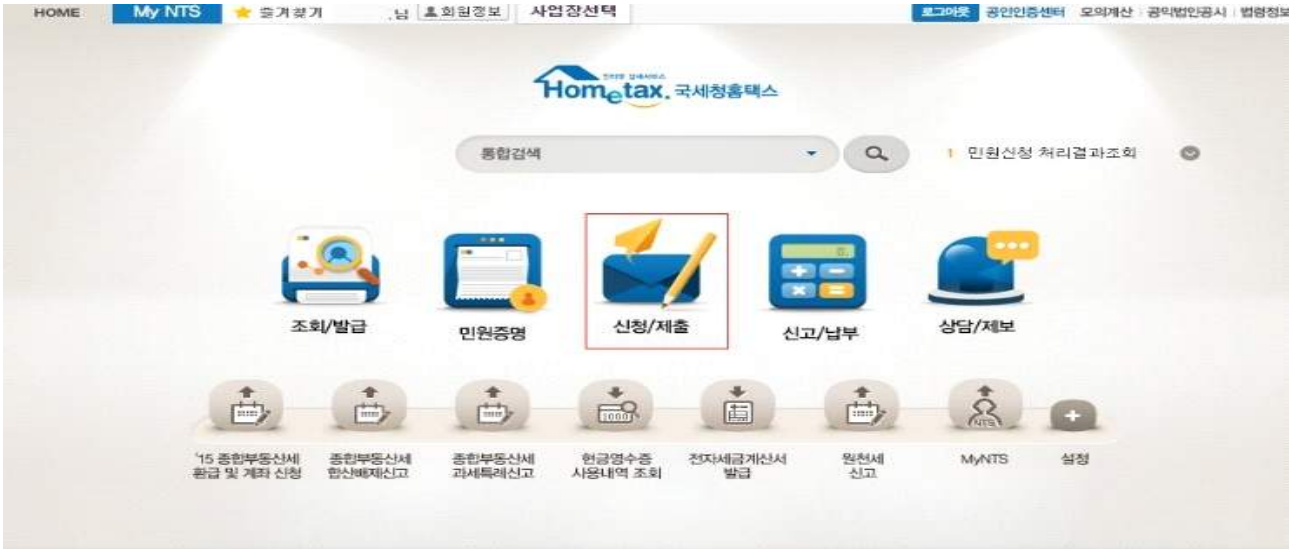 HOME My NTS 즐겨찾기 님 회원정보 사업장선택 로그아웃 공인인증센터 모의계산 공익법인공시 법령정보
Hometax. 국세청홈택스
통합검색 1 민원신청 처리결과조회
조회/발급 민원증명 신청/제출 신고/납부 상담/제보
'15 종합부동산세 종합부동산세 종합부동산세 현금영수증 전자세금계산서 원천세 MyNTS 설정
환급 및 계좌 신청 합산배제신고 과세특례신고 사용내역 조회 발급 신고